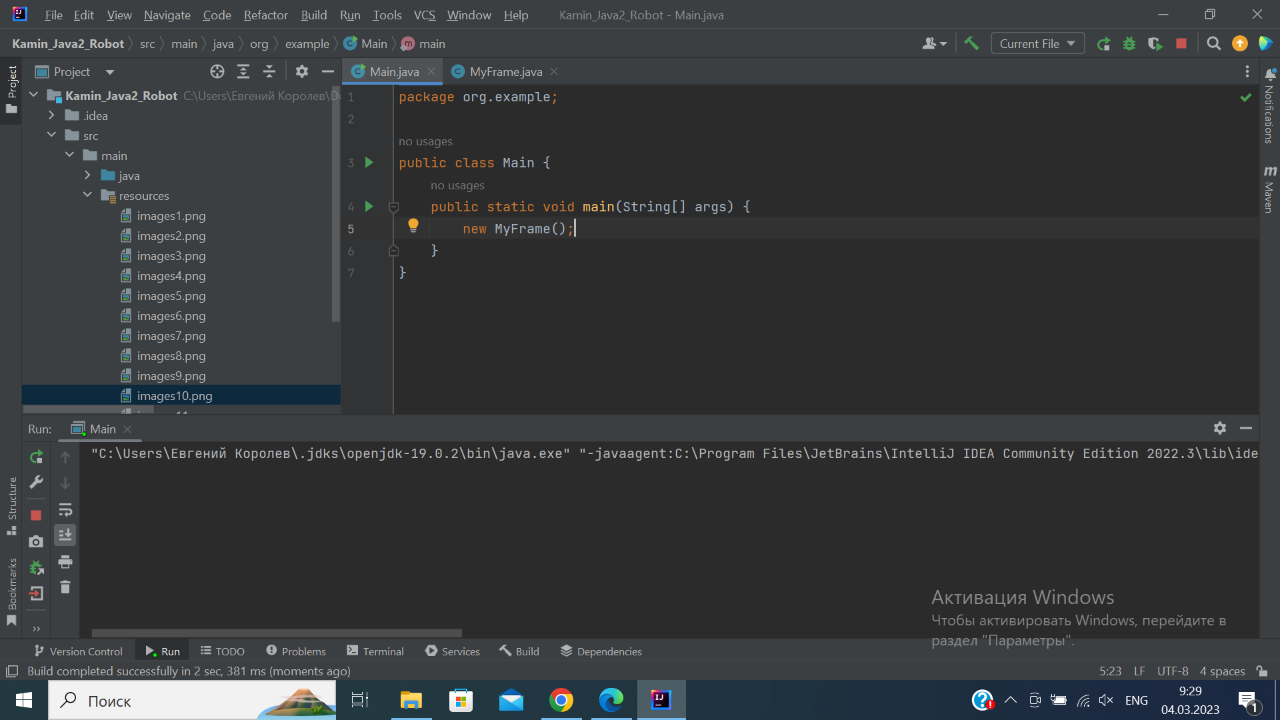 File Edit View Navigate Code Refactor Build Run Tools VCS Window Help Kamin_Java2_Robot - Main.java
Kamin_Java2_Robot src main java org example Main main Current File
Project
Main.java MyFrame.java
Project
Kamin_Java2_Robot C:\Users\Евгений Королев\De
.idea
src
main
java
resources
images1.png
images2.png
images3.png
images4.png
images5.png
images6.png
images7.png
images8.png
images9.png
images10.png
1 package org.example;
2
no usages
3 public class Main {
no usages
4 public static void main(String[] args) {
5 new MyFrame();
6 }
7 }
Notifications
Maven
Run: Main
"C:\Users\Евгений Королев\.jdks\openjdk-19.0.2\bin\java.exe" "-javaagent:C:\Program Files\JetBrains\IntelliJ IDEA Community Edition 2022.3\lib\ide
Structure
Bookmarks
Активация Windows
Чтобы активировать Windows, перейдите в
раздел "Параметры".
Version Control Run TODO Problems Terminal Services Build Dependencies
Build completed successfully in 2 sec, 381 ms (moments ago) 5:23 LF UTF-8 4 spaces
Поиск
ENG
9:29
04.03.2023
1